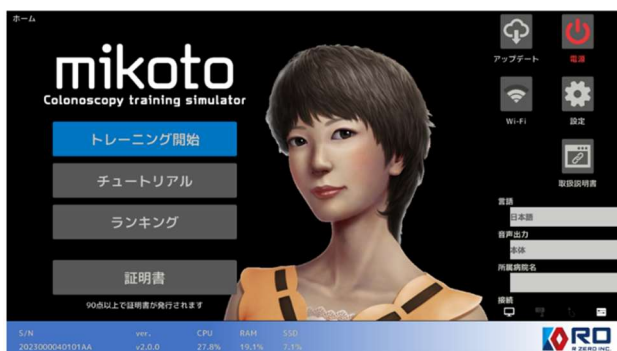 ホーム
mikoto
Colonoscopy training simulator
トレーニング開始
チュートリアル
ランキング
証明書
90点以上で証明書が発行されます
アップデート
電源
Wi-Fi
設定
取扱説明書
言語
日本語
音声出力
本体
所属病院名
接続
S/N ver. CPU RAM SSD
2023000040101AA v2.0.0 27.8% 19.1% 7.1%
RO
R ZERO INC.